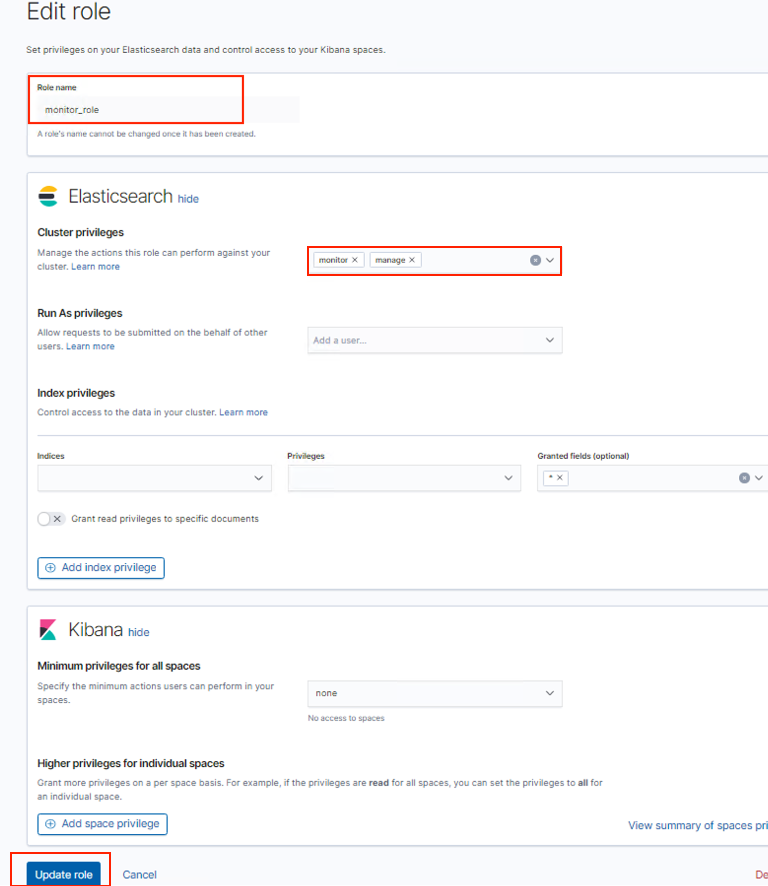 Edit role
Set privileges on your Elasticsearch data and control access to your Kibana spaces.
Role name
monitor_role
A role's name cannot be changed once it has been created.
Elasticsearch hide
Cluster privileges
Manage the actions this role can perform against your
cluster. Learn more
monitor × manage ×
Run As privileges
Allow requests to be submitted on the behalf of other
users. Learn more
Add a user...
Index privileges
Control access to the data in your cluster. Learn more
Indices Privileges Granted fields (optional)
* ×
Grant read privileges to specific documents
Add index privilege
Kibana hide
Minimum privileges for all spaces
Specify the minimum actions users can perform in your
spaces.
none
No access to spaces
Higher privileges for individual spaces
Grant more privileges on a per space basis. For example, if the privileges are read for all spaces, you can set the privileges to all for
an individual space.
Add space privilege
View summary of spaces pri
Update role Cancel De